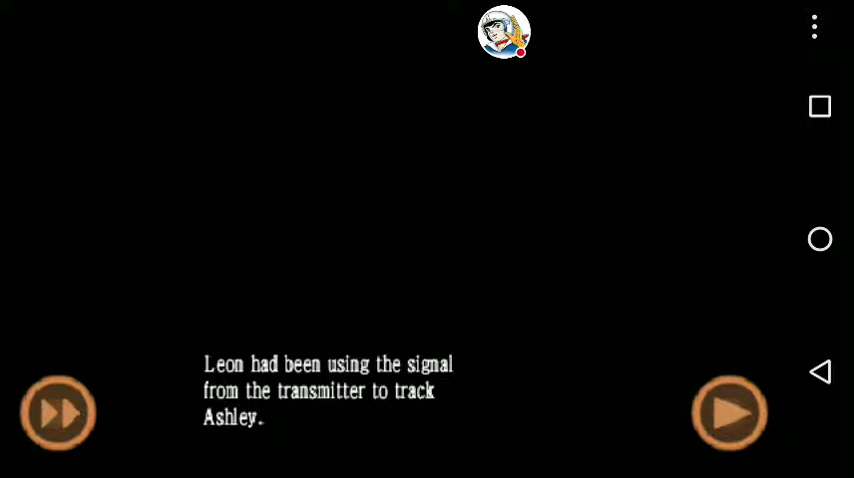 Leon had been using the signal
from the transmitter to track
Ashley.